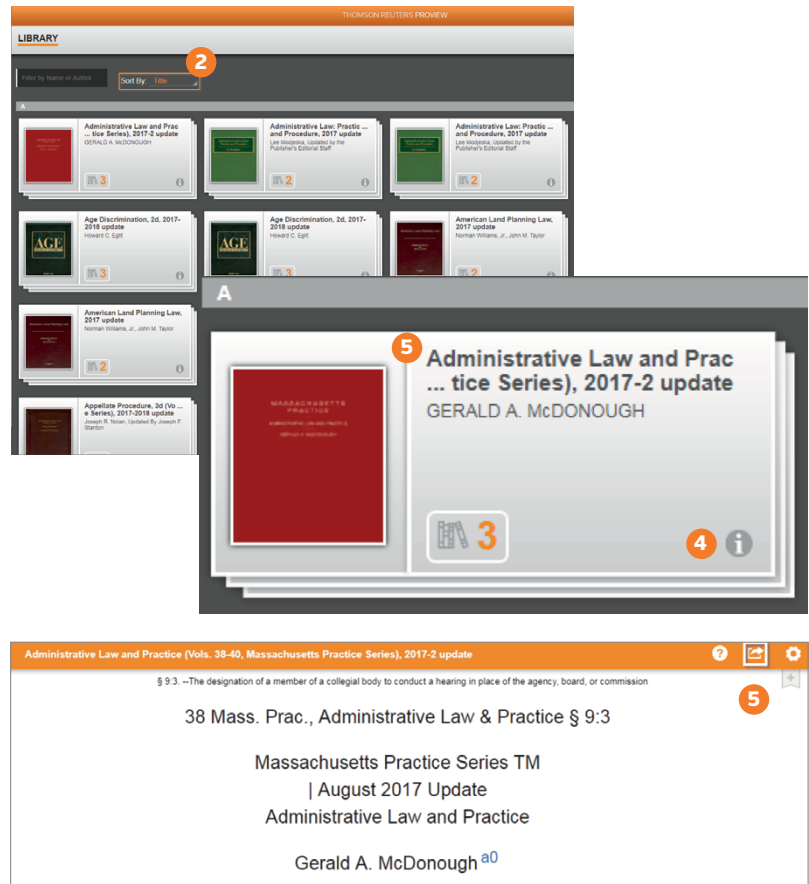 THOMSON REUTERS PROVIEW
LIBRARY
2
Filter by Name or Author
Sort By: Title
A
Administrative Law and Prac
... tice Series), 2017-2 update
GERALD A. McDONOUGH
3
Administrative Law: Practic ...
and Procedure, 2017 update
Lee Modjeska, Updated by the
Publisher's Editorial Staff
2
Administrative Law: Practic ...
and Procedure, 2017 update
Lee Modjeska, Updated by the
Publisher's Editorial Staff
2
AGE
Age Discrimination, 2d, 2017-
2018 update
Howard C. Eglit
3
AGE
Age Discrimination, 2d, 2017-
2018 update
Howard C. Eglit
3
American Land Planning Law,
2017 update
Norman Williams, Jr., John M. Taylor
2
American Land Planning Law,
2017 update
Norman Williams, Jr., John M. Taylor
2
Appellate Procedure, 3d (Vo ...
e Series), 2017-2018 update
Joseph R. Nolan, Updated By Joseph F.
Stanton
A
5
MASSACHUSETTS
PRACTICE
ADMINISTRATIVE LAW AND PRACTICE
GERALD A. McDONOUGH
Administrative Law and Prac
... tice Series), 2017-2 update
GERALD A. McDONOUGH
3
4
i
Administrative Law and Practice (Vols. 38-40, Massachusetts Practice Series), 2017-2 update
?
§ 9:3. --The designation of a member of a collegial body to conduct a hearing in place of the agency, board, or commission
5
38 Mass. Prac., Administrative Law & Practice § 9:3
Massachusetts Practice Series TM
| August 2017 Update
Administrative Law and Practice
Gerald A. McDonough a0